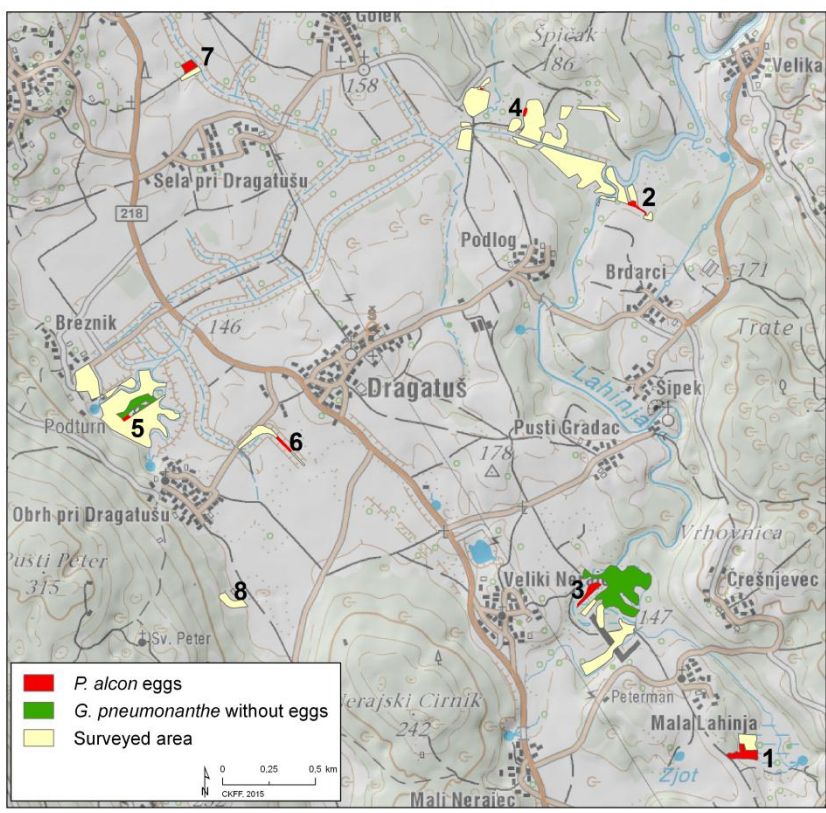 Golek
Špičak
186
Velika
7
158
4
Sela pri Dragatušu
218
2
Podlog
Brdarci
171
Breznik
146
Trate
Dragatuš
Lahinja
Šipek
Podturn
5
6
Pusti Gradac
178
Obrh pri Dragatušu
Vrhovnica
Pusti Peter
315
8
Veliki
3
Črešnjevec
147
Sv. Peter
P. alcon eggs
G. pneumonanthe without eggs
Surveyed area
Nerajski Cirnik
242
Peterman
Mala Lahinja
1
Zjot
N
0 0,25 0,5 km
CKFF, 2015
Mali Nerajec